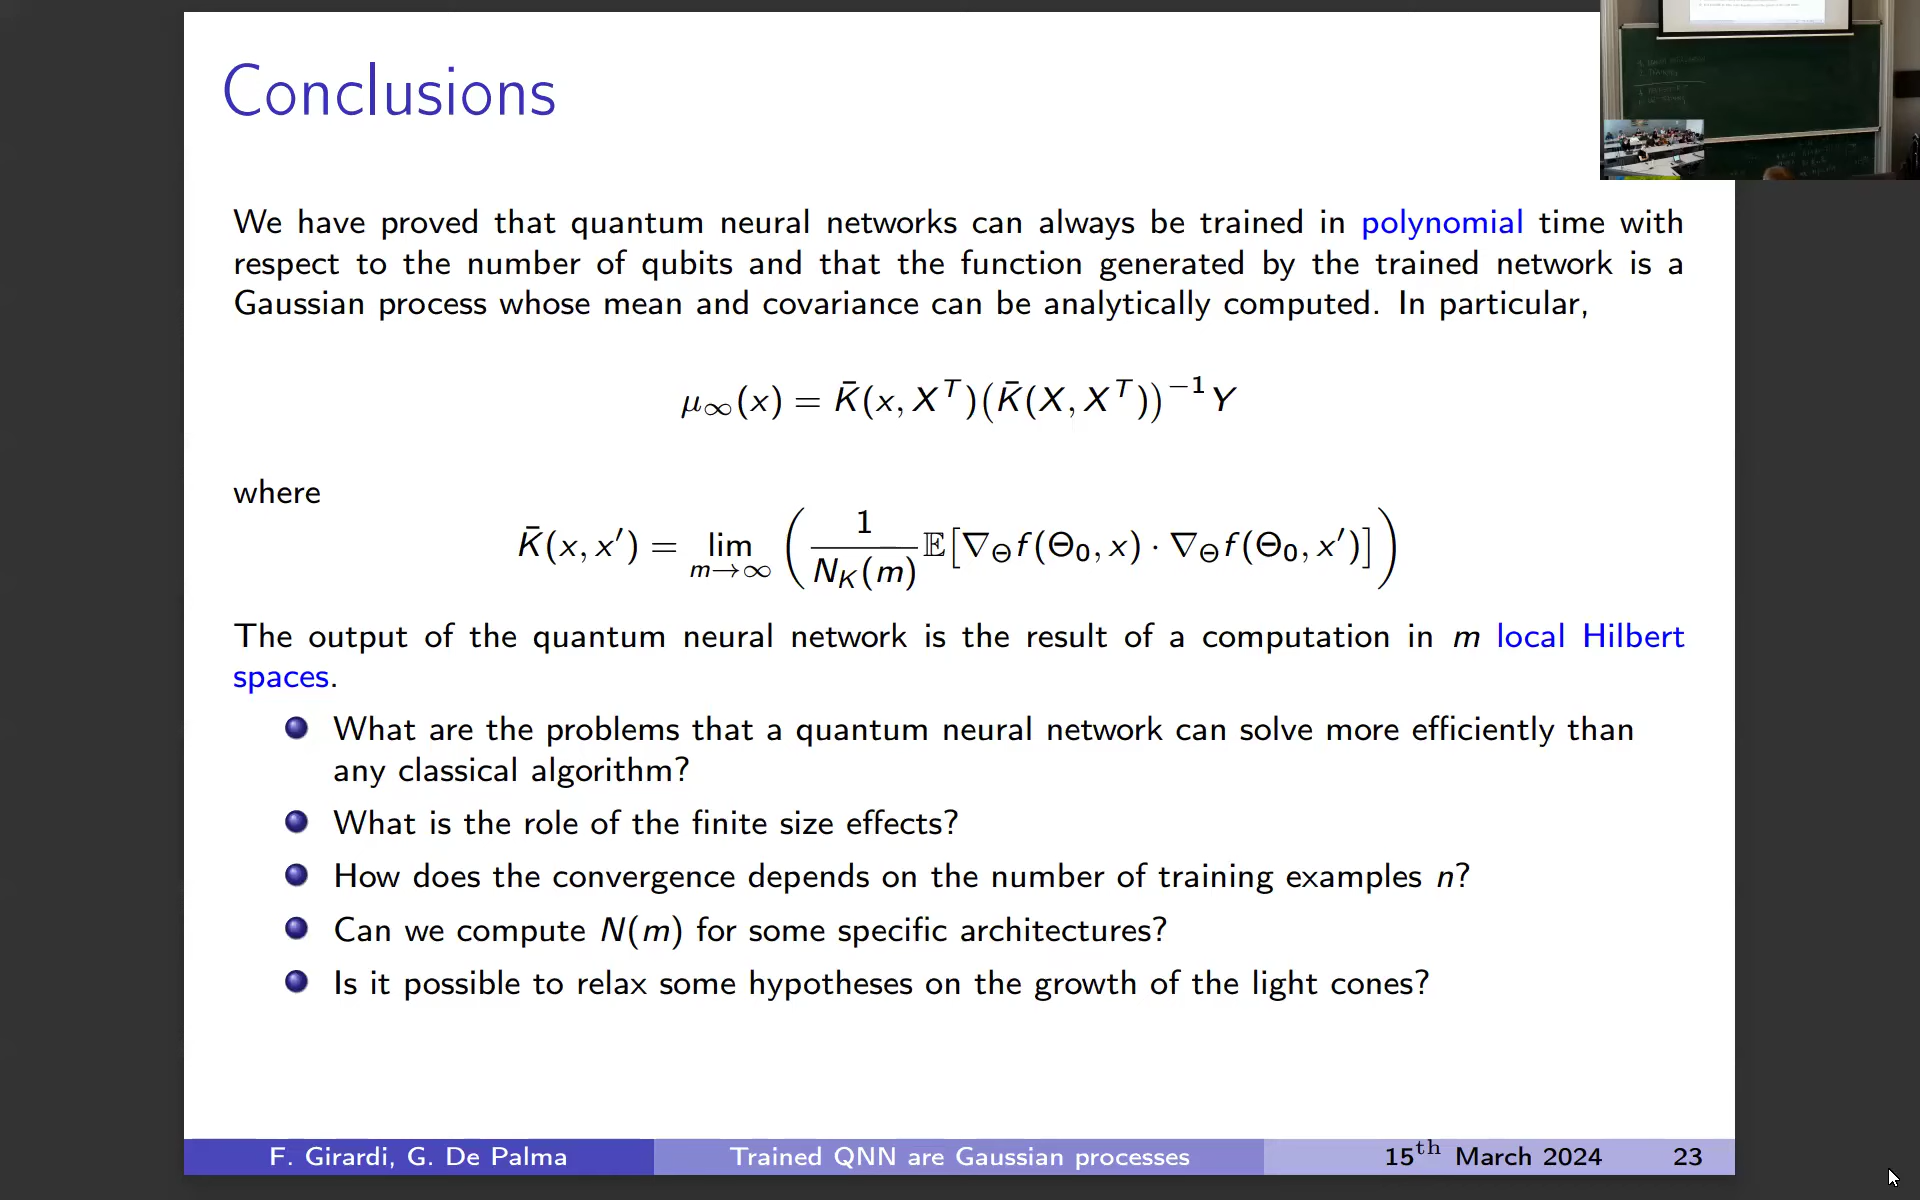 Conclusions
We have proved that quantum neural networks can always be trained in polynomial time with
respect to the number of qubits and that the function generated by the trained network is a
Gaussian process whose mean and covariance can be analytically computed. In particular,
μ∞(x) = K̄(x, Xᵀ)(K̄(X, Xᵀ))⁻¹Y
where
K̄(x, x′) = lim_{m→∞} ( 1/N_K(m) 𝔼[∇_Θ f(Θ₀, x) · ∇_Θ f(Θ₀, x′)] )
The output of the quantum neural network is the result of a computation in m local Hilbert
spaces.
What are the problems that a quantum neural network can solve more efficiently than
any classical algorithm?
What is the role of the finite size effects?
How does the convergence depends on the number of training examples n?
Can we compute N(m) for some specific architectures?
Is it possible to relax some hypotheses on the growth of the light cones?
F. Girardi, G. De Palma Trained QNN are Gaussian processes 15th March 2024 23